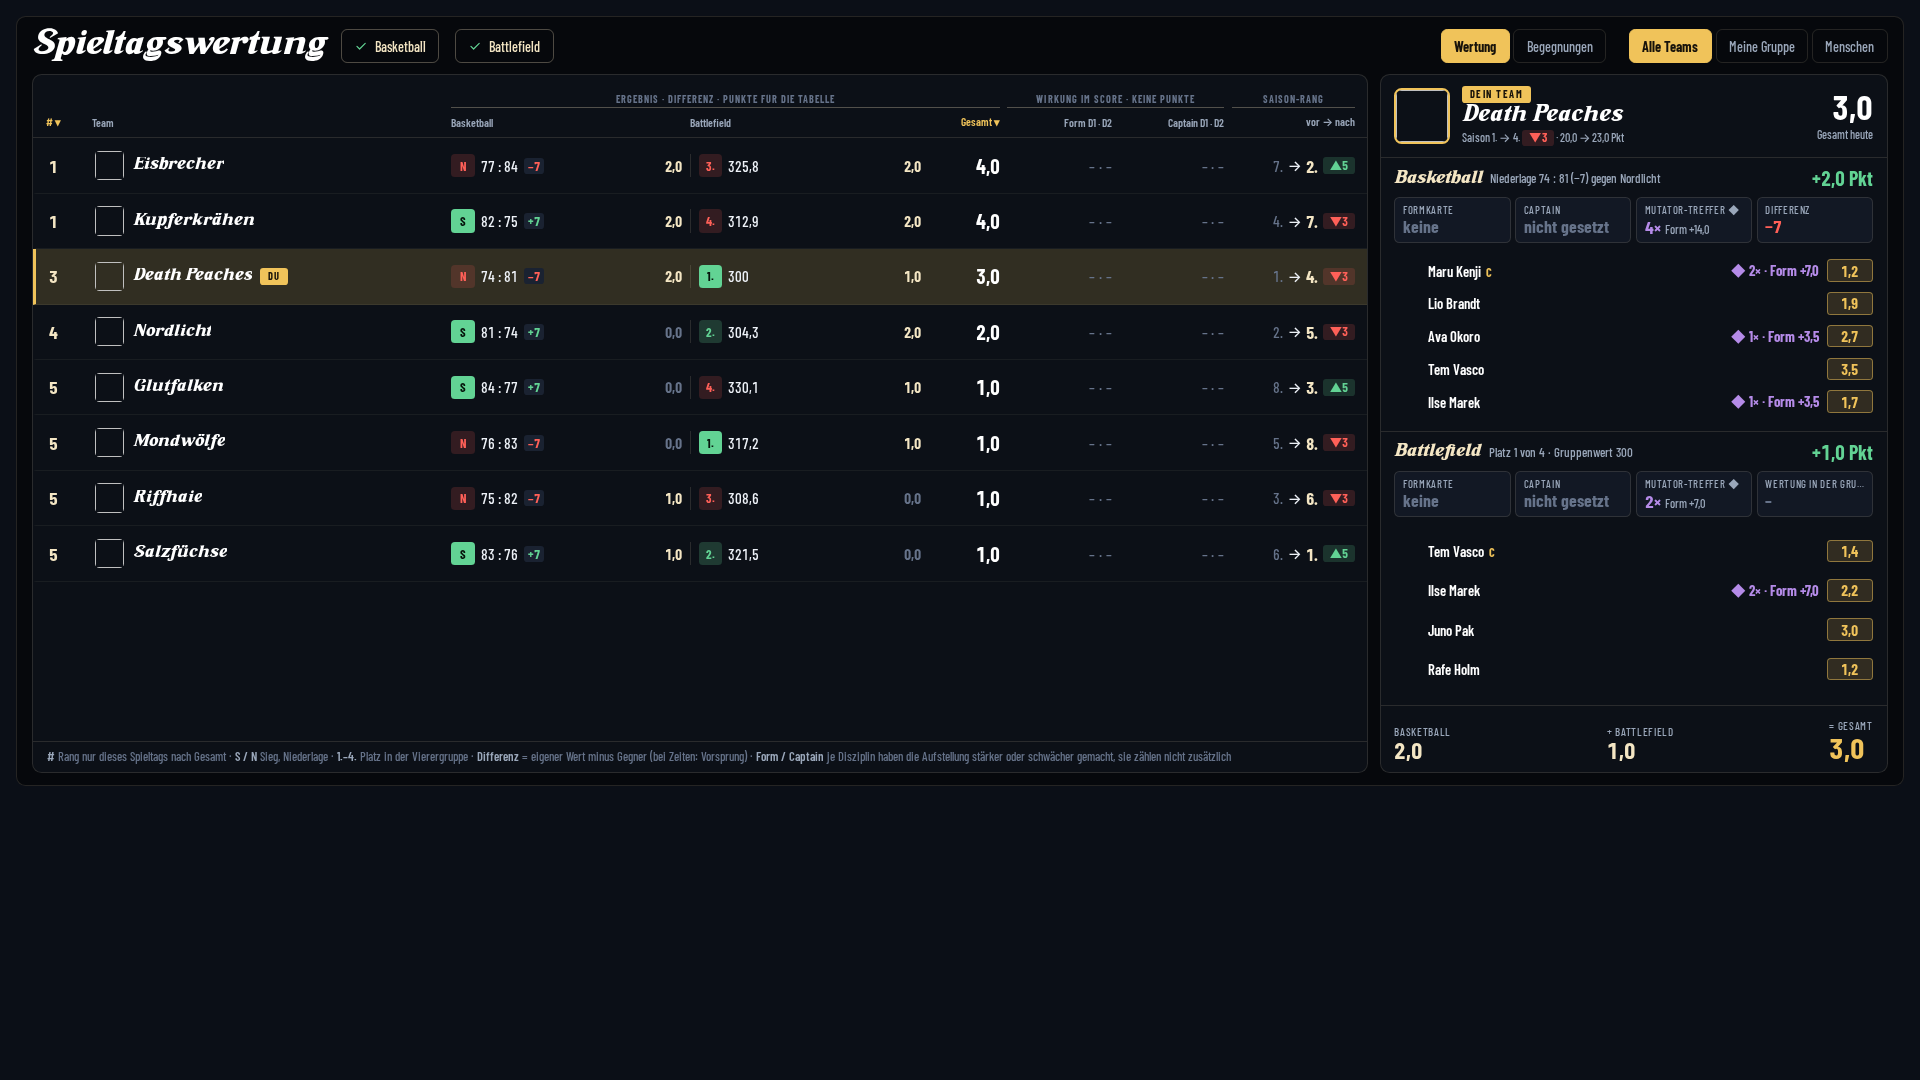 Spieltagswertung
✓ Basketball
✓ Battlefield
Wertung
Begegnungen
Alle Teams
Meine Gruppe
Menschen
ERGEBNIS · DIFFERENZ · PUNKTE FÜR DIE TABELLE
WIRKUNG IM SCORE · KEINE PUNKTE
SAISON-RANG
# ▼ Team Basketball Battlefield Gesamt ▼ Form D1 · D2 Captain D1 · D2 vor → nach
1 Eisbrecher N 77 : 84 −7 2,0 3. 325,8 2,0 4,0 – · – – · – 7. → 2. ▲5
1 Kupferkrähen S 82 : 75 +7 2,0 4. 312,9 2,0 4,0 – · – – · – 4. → 7. ▼3
3 Death Peaches DU N 74 : 81 −7 2,0 1. 300 1,0 3,0 – · – – · – 1. → 4. ▼3
4 Nordlicht S 81 : 74 +7 0,0 2. 304,3 2,0 2,0 – · – – · – 2. → 5. ▼3
5 Glutfalken S 84 : 77 +7 0,0 4. 330,1 1,0 1,0 – · – – · – 8. → 3. ▲5
5 Mondwölfe N 76 : 83 −7 0,0 1. 317,2 1,0 1,0 – · – – · – 5. → 8. ▼3
5 Riffhaie N 75 : 82 −7 1,0 3. 308,6 0,0 1,0 – · – – · – 3. → 6. ▼3
5 Salzfüchse S 83 : 76 +7 1,0 2. 321,5 0,0 1,0 – · – – · – 6. → 1. ▲5
# Rang nur dieses Spieltags nach Gesamt · S / N Sieg, Niederlage · 1.–4. Platz in der Vierergruppe · Differenz = eigener Wert minus Gegner (bei Zeiten: Vorsprung) · Form / Captain je Disziplin haben die Aufstellung stärker oder schwächer gemacht, sie zählen nicht zusätzlich
DEIN TEAM
Death Peaches
Saison 1. → 4. ▼3 · 20,0 → 23,0 Pkt
3,0
Gesamt heute
Basketball Niederlage 74 : 81 (−7) gegen Nordlicht +2,0 Pkt
FORMKARTE
keine
CAPTAIN
nicht gesetzt
MUTATOR-TREFFER ◆
4× Form +14,0
DIFFERENZ
−7
Maru Kenji C ◆ 2× · Form +7,0 1,2
Lio Brandt 1,9
Ava Okoro ◆ 1× · Form +3,5 2,7
Tem Vasco 3,5
Ilse Marek ◆ 1× · Form +3,5 1,7
Battlefield Platz 1 von 4 · Gruppenwert 300 +1,0 Pkt
FORMKARTE
keine
CAPTAIN
nicht gesetzt
MUTATOR-TREFFER ◆
2× Form +7,0
WERTUNG IN DER GRU…
–
Tem Vasco C 1,4
Ilse Marek ◆ 2× · Form +7,0 2,2
Juno Pak 3,0
Rafe Holm 1,2
BASKETBALL
2,0
+ BATTLEFIELD
1,0
= GESAMT
3,0